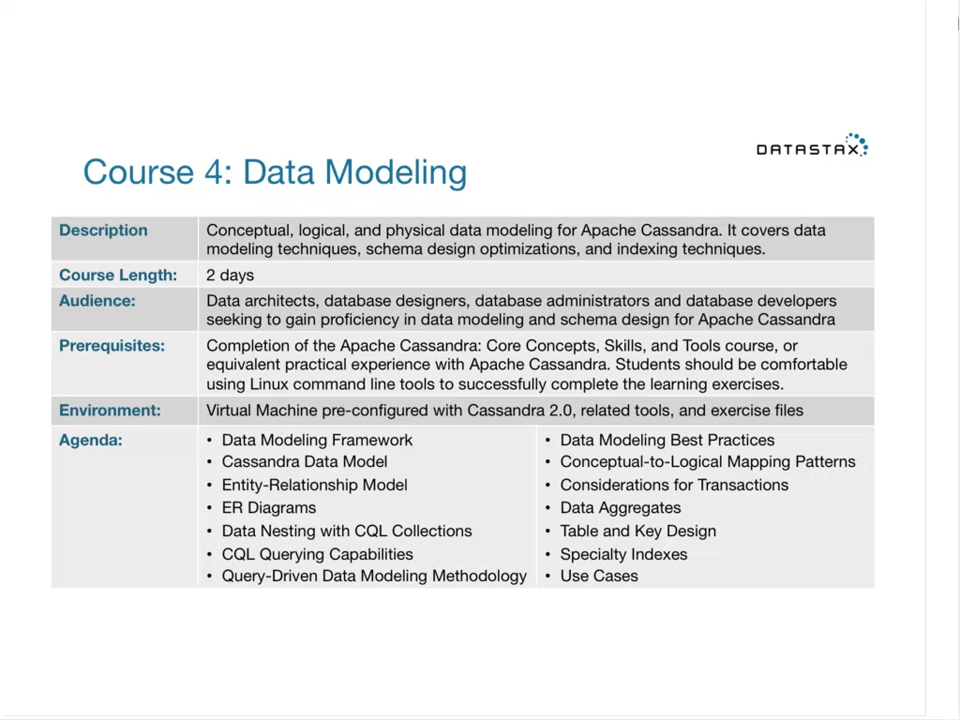 DATASTAX
Course 4: Data Modeling
Description
Conceptual, logical, and physical data modeling for Apache Cassandra. It covers data
modeling techniques, schema design optimizations, and indexing techniques.
Course Length:
2 days
Audience:
Data architects, database designers, database administrators and database developers
seeking to gain proficiency in data modeling and schema design for Apache Cassandra
Prerequisites:
Completion of the Apache Cassandra: Core Concepts, Skills, and Tools course, or
equivalent practical experience with Apache Cassandra. Students should be comfortable
using Linux command line tools to successfully complete the learning exercises.
Environment:
Virtual Machine pre-configured with Cassandra 2.0, related tools, and exercise files
Agenda:
• Data Modeling Framework
• Cassandra Data Model
• Entity-Relationship Model
• ER Diagrams
• Data Nesting with CQL Collections
• CQL Querying Capabilities
• Query-Driven Data Modeling Methodology
• Data Modeling Best Practices
• Conceptual-to-Logical Mapping Patterns
• Considerations for Transactions
• Data Aggregates
• Table and Key Design
• Specialty Indexes
• Use Cases